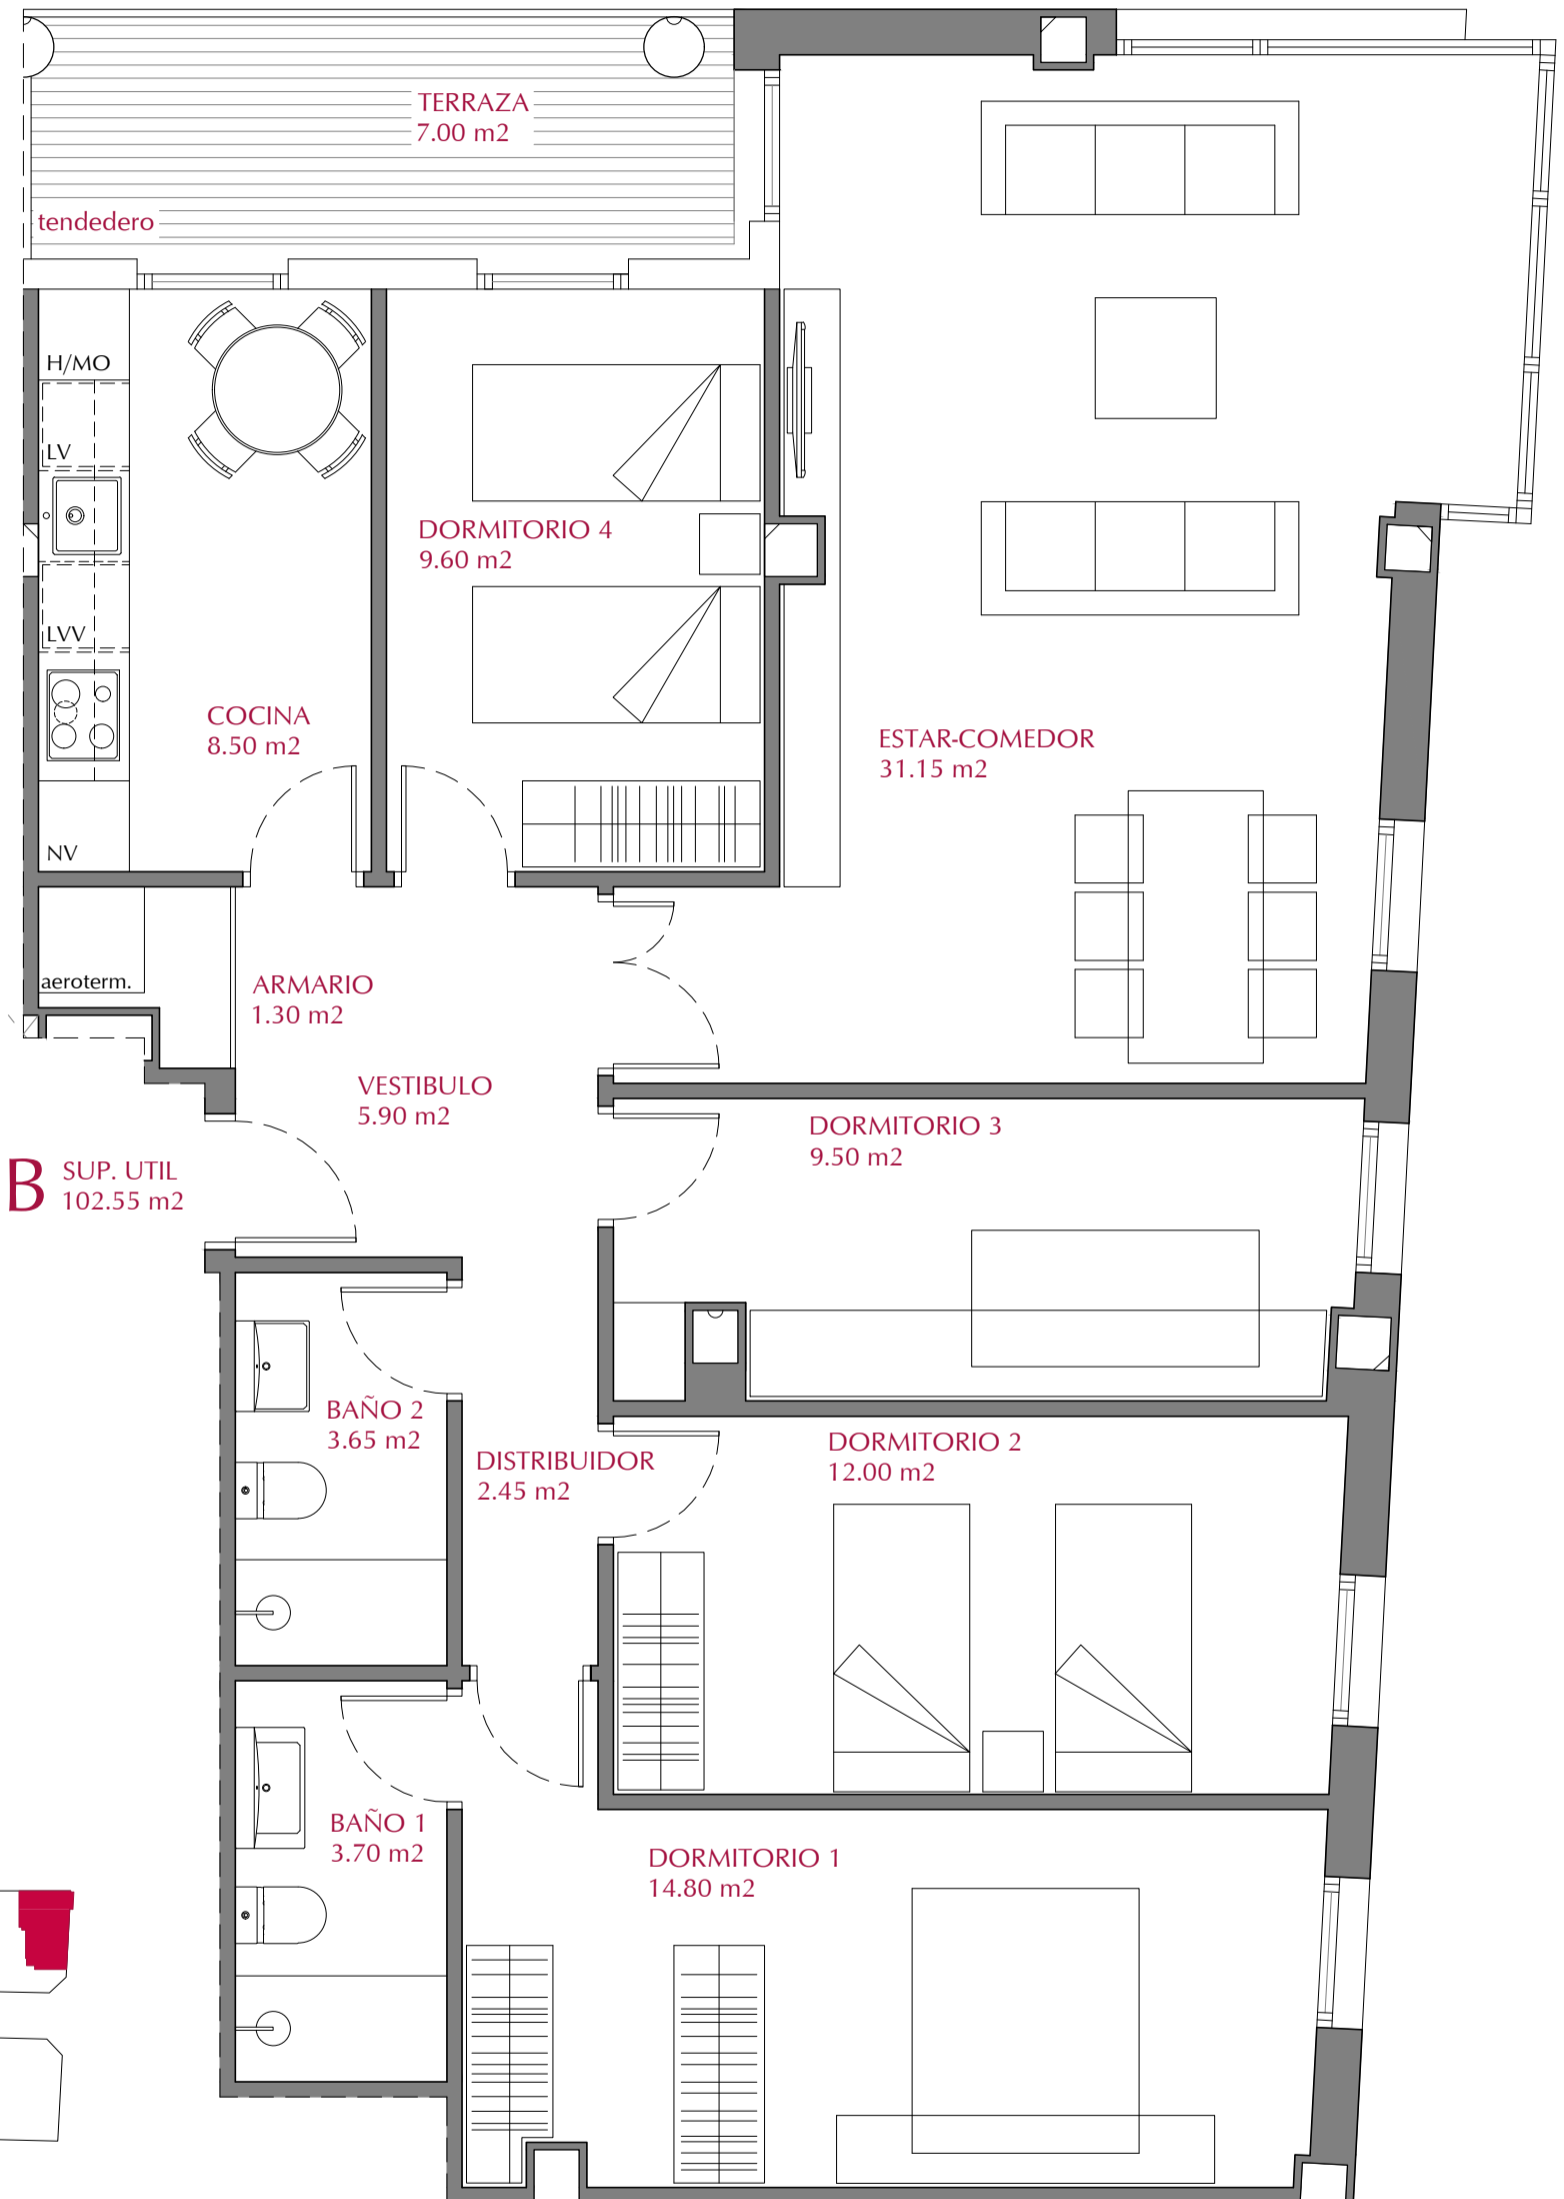 TERRAZA
7.00 m2
tendedero
H/MO
LV
DORMITORIO 4
9.60 m2
LVV
COCINA
8.50 m2
ESTAR-COMEDOR
31.15 m2
NV
aeroterm.
ARMARIO
1.30 m2
VESTIBULO
5.90 m2
DORMITORIO 3
9.50 m2
B SUP. UTIL
102.55 m2
BAÑO 2
3.65 m2
DISTRIBUIDOR
2.45 m2
DORMITORIO 2
12.00 m2
BAÑO 1
3.70 m2
DORMITORIO 1
14.80 m2